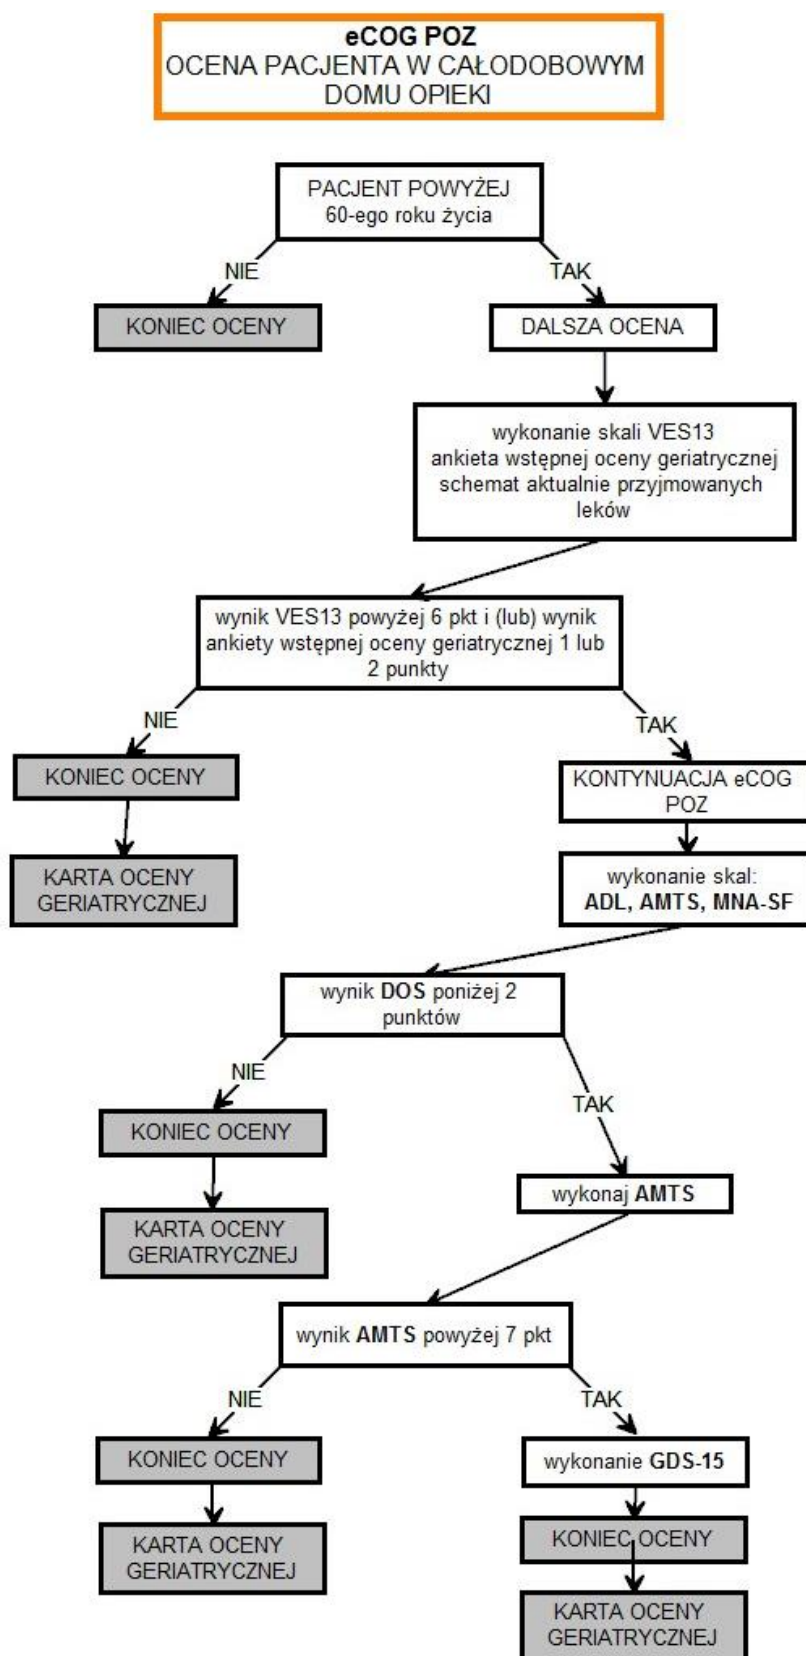 eCOG POZ
OCENA PACJENTA W CAŁODOBOWYM
DOMU OPIEKI
PACJENT POWYŻEJ
60-ego roku życia
NIE
TAK
KONIEC OCENY
DALSZA OCENA
wykonanie skali VES13
ankieta wstępnej oceny geriatrycznej
schemat aktualnie przyjmowanych
leków
wynik VES13 powyżej 6 pkt i (lub) wynik
ankiety wstępnej oceny geriatrycznej 1 lub
2 punkty
NIE
TAK
KONIEC OCENY
KONTYNUACJA eCOG
POZ
KARTA OCENY
GERIATRYCZNEJ
wykonanie skal:
ADL, AMTS, MNA-SF
wynik DOS poniżej 2
punktów
NIE
TAK
KONIEC OCENY
wykonaj AMTS
KARTA OCENY
GERIATRYCZNEJ
wynik AMTS powyżej 7 pkt
NIE
TAK
KONIEC OCENY
wykonanie GDS-15
KARTA OCENY
GERIATRYCZNEJ
KONIEC OCENY
KARTA OCENY
GERIATRYCZNEJ